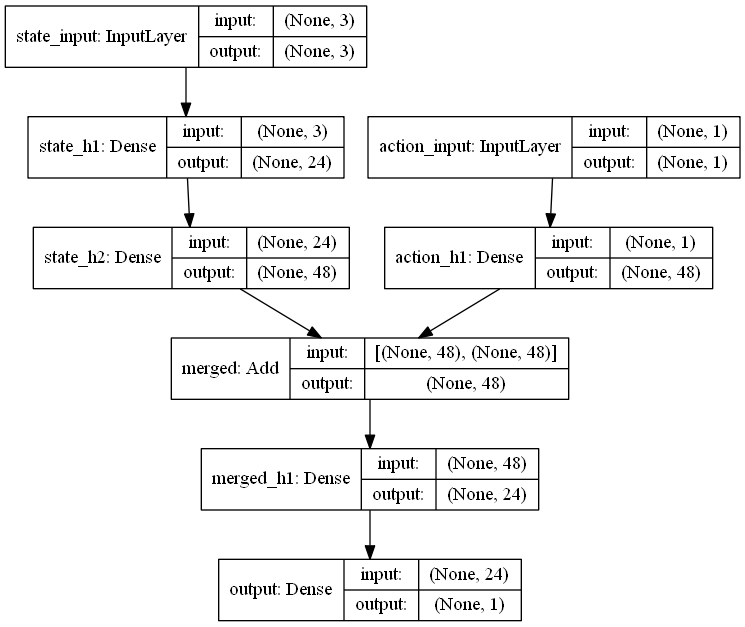 state_input: InputLayer
input: (None, 3)
output: (None, 3)
state_h1: Dense
input: (None, 3)
output: (None, 24)
action_input: InputLayer
input: (None, 1)
output: (None, 1)
state_h2: Dense
input: (None, 24)
output: (None, 48)
action_h1: Dense
input: (None, 1)
output: (None, 48)
merged: Add
input: [(None, 48), (None, 48)]
output: (None, 48)
merged_h1: Dense
input: (None, 48)
output: (None, 24)
output: Dense
input: (None, 24)
output: (None, 1)